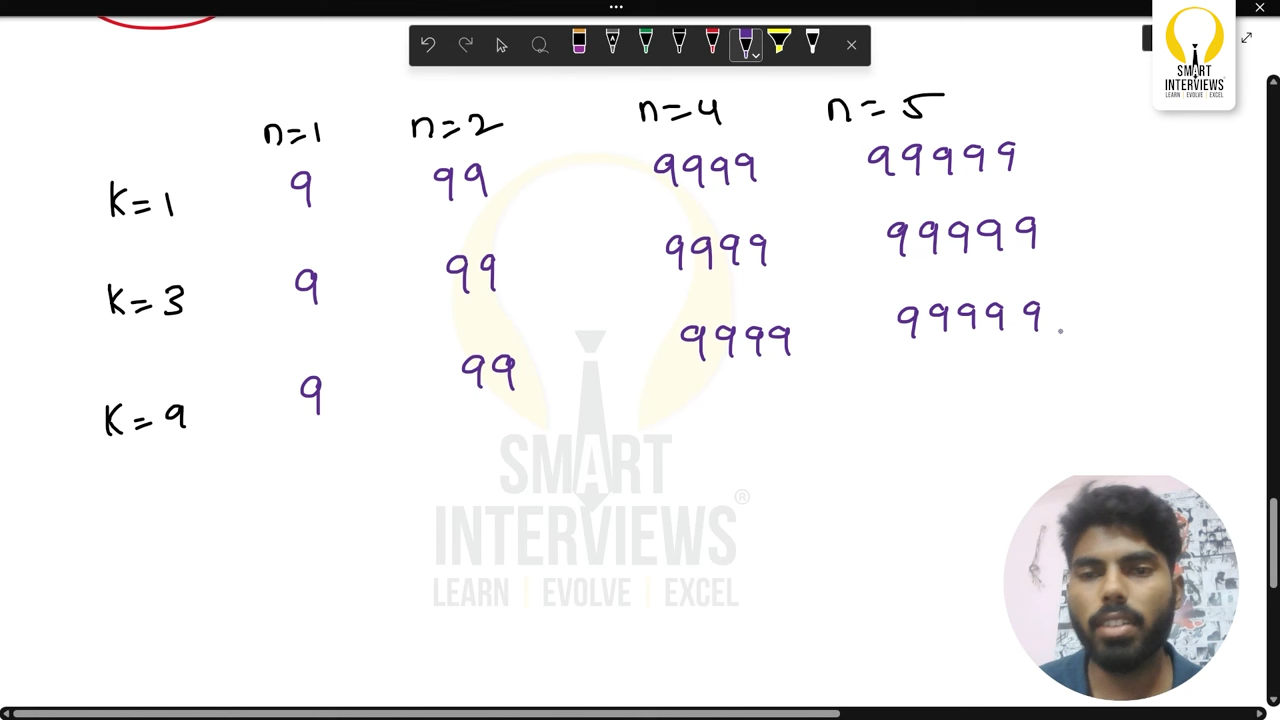 SMART
INTERVIEWS
LEARN | EVOLVE | EXCEL
n=1 n=2 n=4 n=5
K=1 9 99 9999 99999
K=3 9 99 9999 99999
K=9 9 99 9999 99999
SMART
INTERVIEWS®
LEARN | EVOLVE | EXCEL